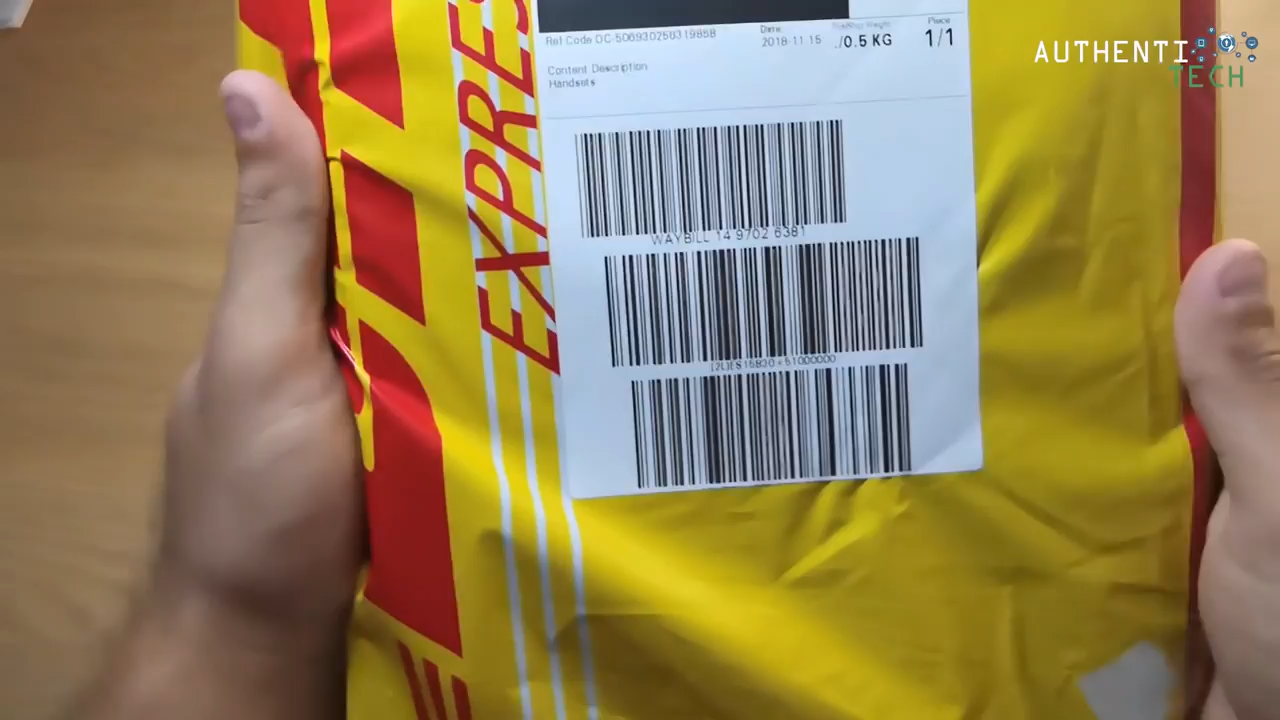 AUTHENTI
TECH
EXPRES
Ref Code DC-506930250319858
Date
2018-11-15
./0.5 KG
Piece
1/1
Content Description
Handsets
WAYBILL 14 9702 6381